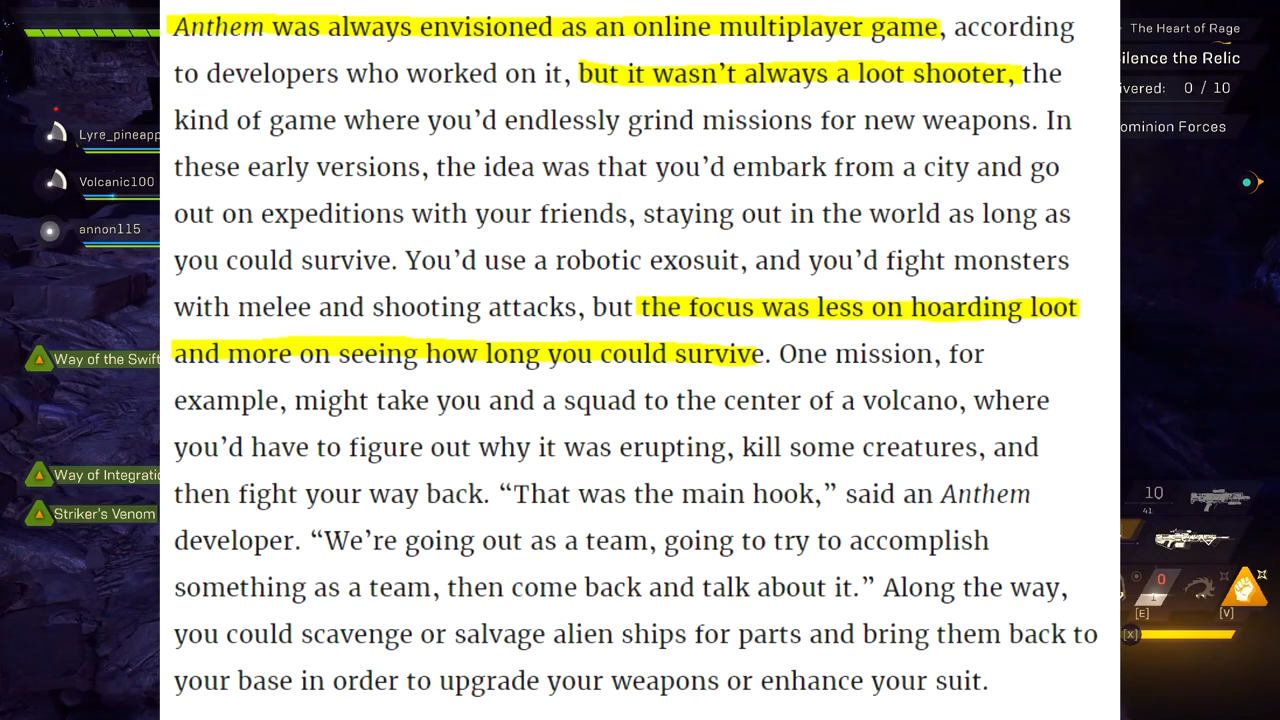 Anthem was always envisioned as an online multiplayer game, according
to developers who worked on it, but it wasn’t always a loot shooter, the
kind of game where you’d endlessly grind missions for new weapons. In
these early versions, the idea was that you’d embark from a city and go
out on expeditions with your friends, staying out in the world as long as
you could survive. You’d use a robotic exosuit, and you’d fight monsters
with melee and shooting attacks, but the focus was less on hoarding loot
and more on seeing how long you could survive. One mission, for
example, might take you and a squad to the center of a volcano, where
you’d have to figure out why it was erupting, kill some creatures, and
then fight your way back. “That was the main hook,” said an Anthem
developer. “We’re going out as a team, going to try to accomplish
something as a team, then come back and talk about it.” Along the way,
you could scavenge or salvage alien ships for parts and bring them back to
your base in order to upgrade your weapons or enhance your suit.
Lyre_pineapp
Volcanic100
annon115
Way of the Swift
Way of Integratio
Striker's Venom
The Heart of Rage
ilence the Relic
ivered: 0 / 10
ominion Forces
10
41
0
1
[E]
[V]
[X]